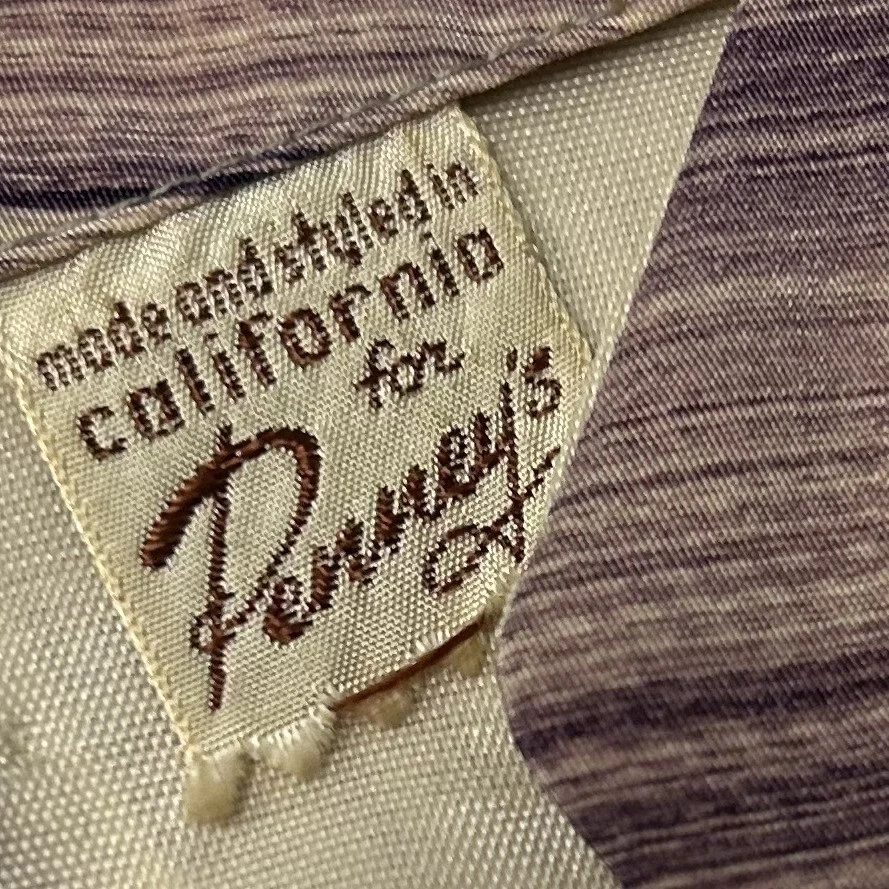 made and styled in
california
for
Penney's